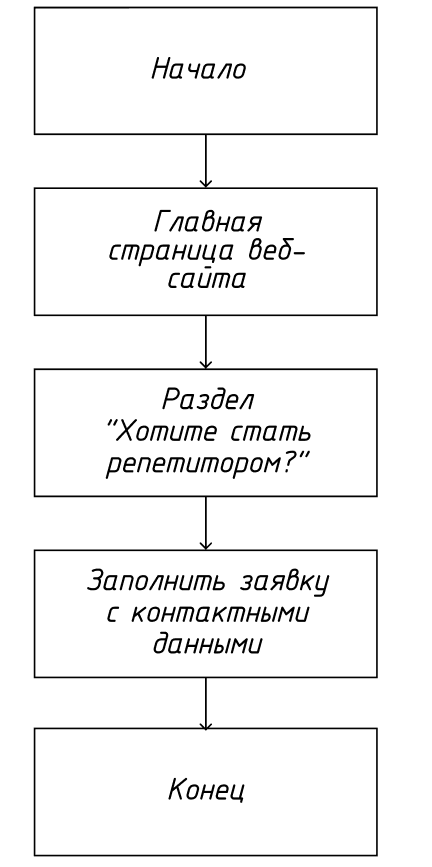 Начало
Главная
страница веб-
сайта
Раздел
"Хотите стать
репетитором?"
Заполнить заявку
с контактными
данными
Конец